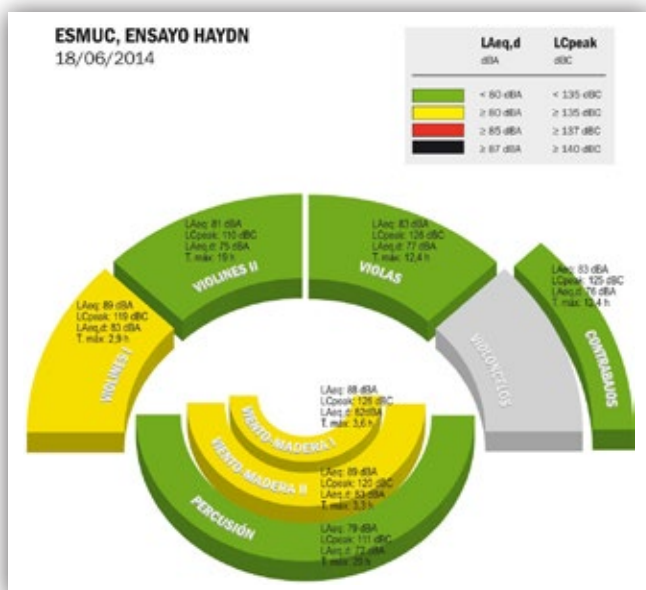 ESMUC, ENSAYO HAYDN
18/06/2014
LAeq,d LCpeak
dBA dBC
< 80 dBA < 135 dBC
≥ 80 dBA ≥ 135 dBC
≥ 85 dBA ≥ 137 dBC
≥ 87 dBA ≥ 140 dBC
LAeq: 81 dBA
LCpeak: 110 dBC
LAeq,d: 75 dBA
T. máx: 19 h
VIOLINES II
LAeq: 83 dBA
LCpeak: 126 dBC
LAeq,d: 77 dBA
T. máx: 12,4 h
VIOLAS
LAeq: 83 dBA
LCpeak: 125 dBC
LAeq,d: 76 dBA
T. máx: 12,4 h
CONTRABAJOS
LAeq: 89 dBA
LCpeak: 119 dBC
LAeq,d: 83 dBA
T. máx: 2,9 h
VIOLINES I
VIOLONCELOS
LAeq: 88 dBA
LCpeak: 126 dBC
LAeq,d: 82dBA
T. máx: 3,6 h
VIENTO-MADERA I
LAeq: 89 dBA
LCpeak: 120 dBC
LAeq,d: 83 dBA
T. máx: 3,3 h
VIENTO-MADERA II
LAeq: 79 dBA
LCpeak: 111 dBC
LAeq,d: 72 dBA
T. máx: h
PERCUSIÓN